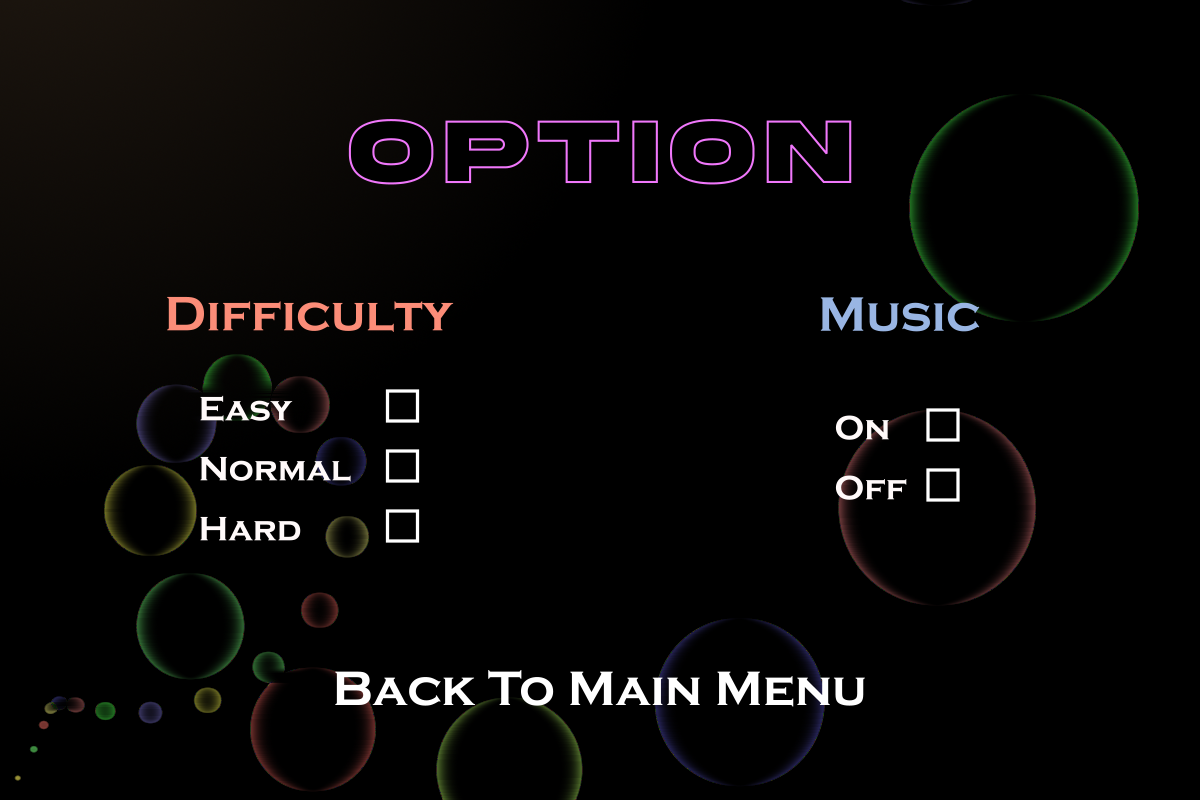 OPTION
Difficulty
Music
Easy
Normal
Hard
On
Off
Back To Main Menu